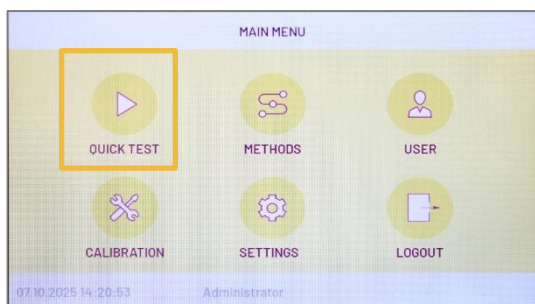 MAIN MENU
QUICK TEST METHODS USER
CALIBRATION SETTINGS LOGOUT
07.10.2025 14:20:53 Administrator